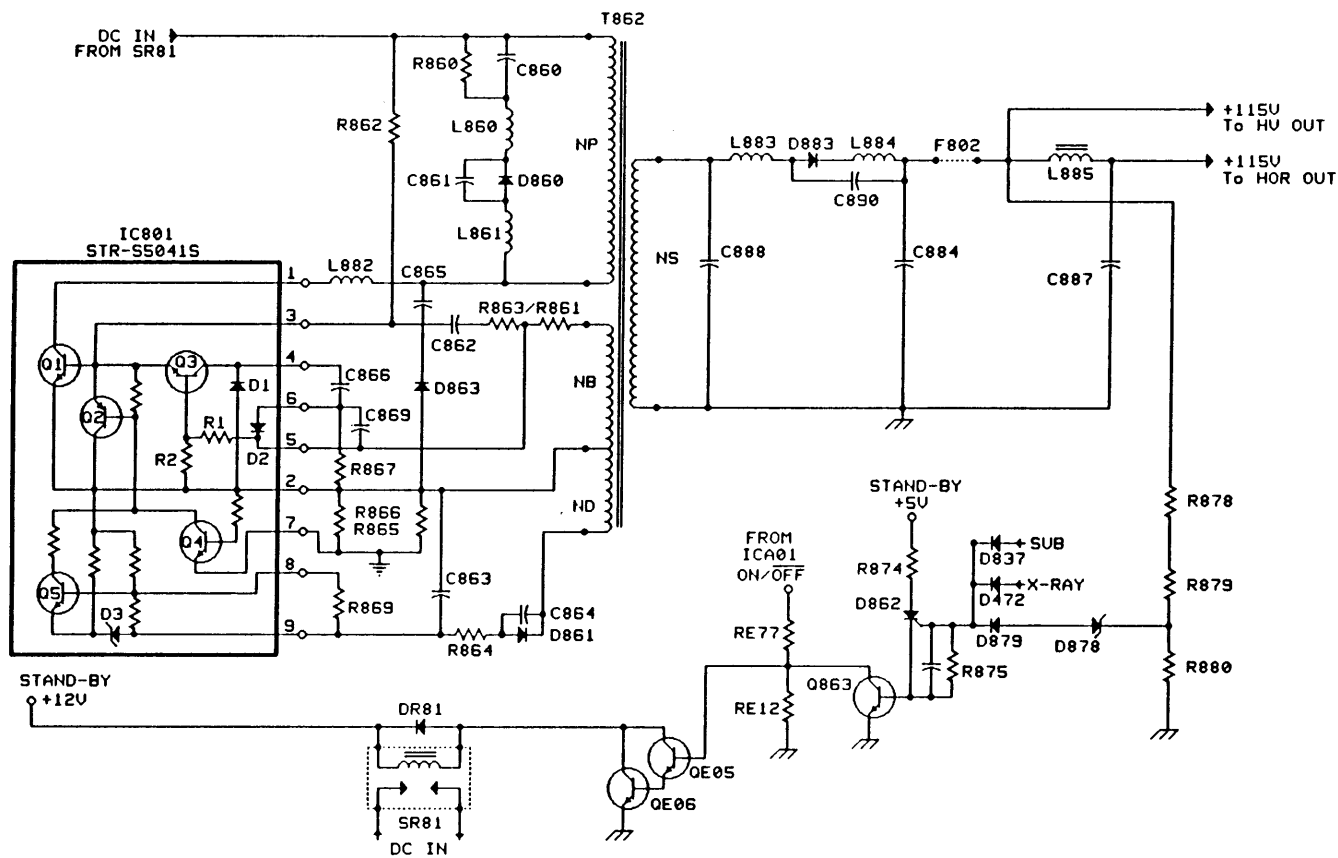 T862
DC IN
FROM SR81
R860
C860
+115V
To HV OUT
R862
L860
NP
L883
D883
L884
F802
C861
D860
+115V
To HOR OUT
L885
C890
L861
IC801
STR-S5041S
NS
C888
C884
C887
L882
C865
1
3
R863/R861
C862
Q1
Q3
4
C866
D1
D863
NB
6
C869
Q2
R1
5
R2
D2
R867
2
STAND-BY
+5V
R878
R866
R865
ND
7
FROM
ICA01
ON/OFF
SUB
D837
Q4
R874
8
C863
X-RAY
D472
R879
Q5
R869
C864
D862
D3
9
D861
RE77
D879
D878
R864
R875
R880
STAND-BY
+12V
Q863
DR81
RE12
QE05
QE06
SR81
DC IN